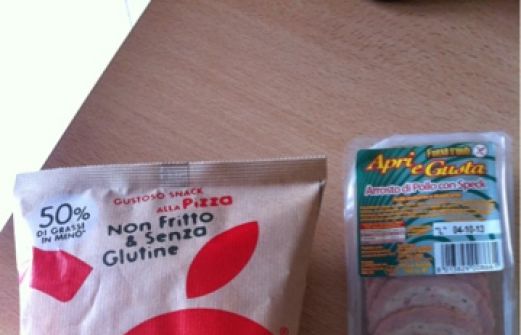 50%
DI GRASSI
IN MENO*
GUSTOSO SNACK
ALLA PIZZA
Non Fritto
& Senza
Glutine
Apri
e Gusta
Arrosto di Pollo con Speck
"L" 04-10-13